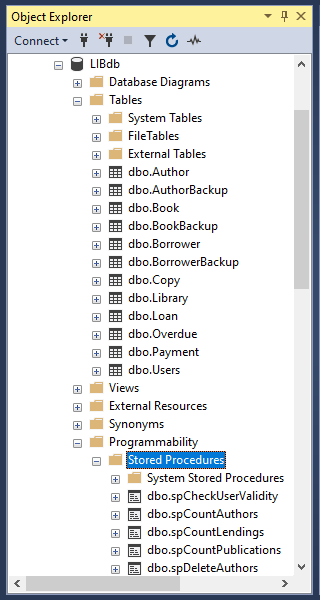 Object Explorer
Connect
LIBdb
Database Diagrams
Tables
System Tables
FileTables
External Tables
dbo.Author
dbo.AuthorBackup
dbo.Book
dbo.BookBackup
dbo.Borrower
dbo.BorrowerBackup
dbo.Copy
dbo.Library
dbo.Loan
dbo.Overdue
dbo.Payment
dbo.Users
Views
External Resources
Synonyms
Programmability
Stored Procedures
System Stored Procedures
dbo.spCheckUserValidity
dbo.spCountAuthors
dbo.spCountLendings
dbo.spCountPublications
dbo.spDeleteAuthors